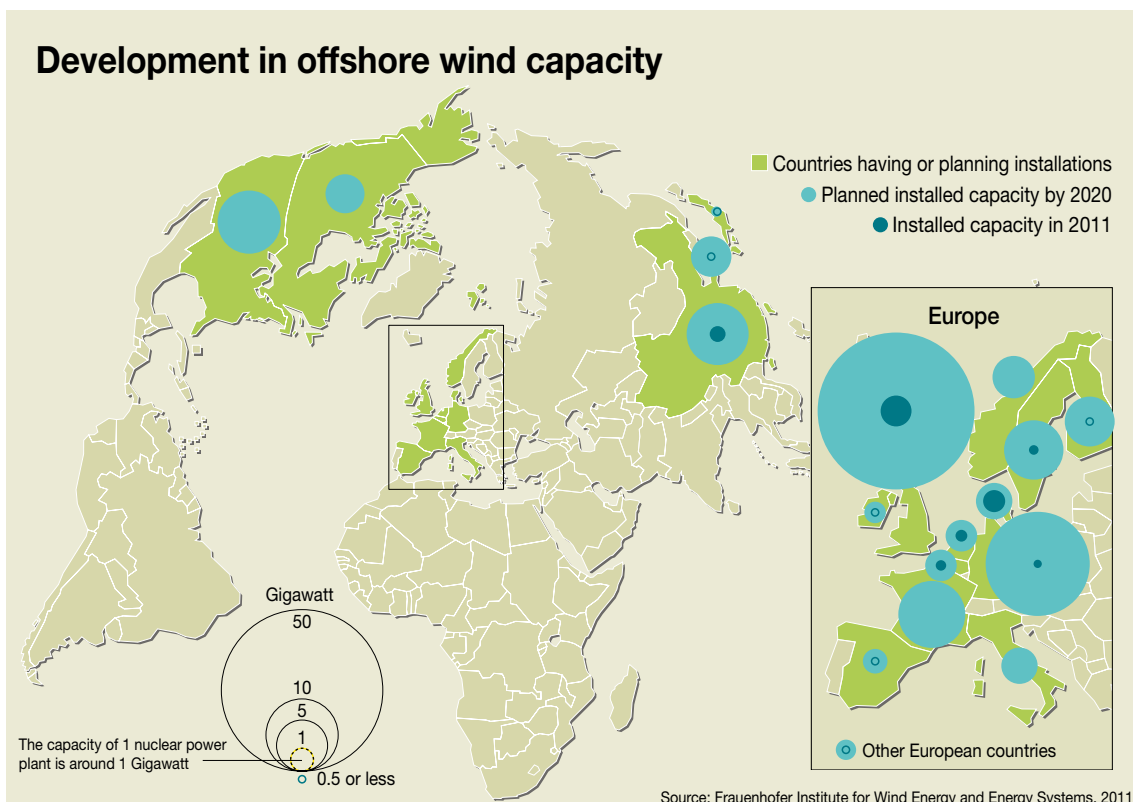 Development in offshore wind capacity
Countries having or planning installations
Planned installed capacity by 2020
Installed capacity in 2011
Europe
Gigawatt
50
10
5
1
The capacity of 1 nuclear power
plant is around 1 Gigawatt
0.5 or less
Other European countries
Source: Frauenhofer Institute for Wind Energy and Energy Systems, 2011